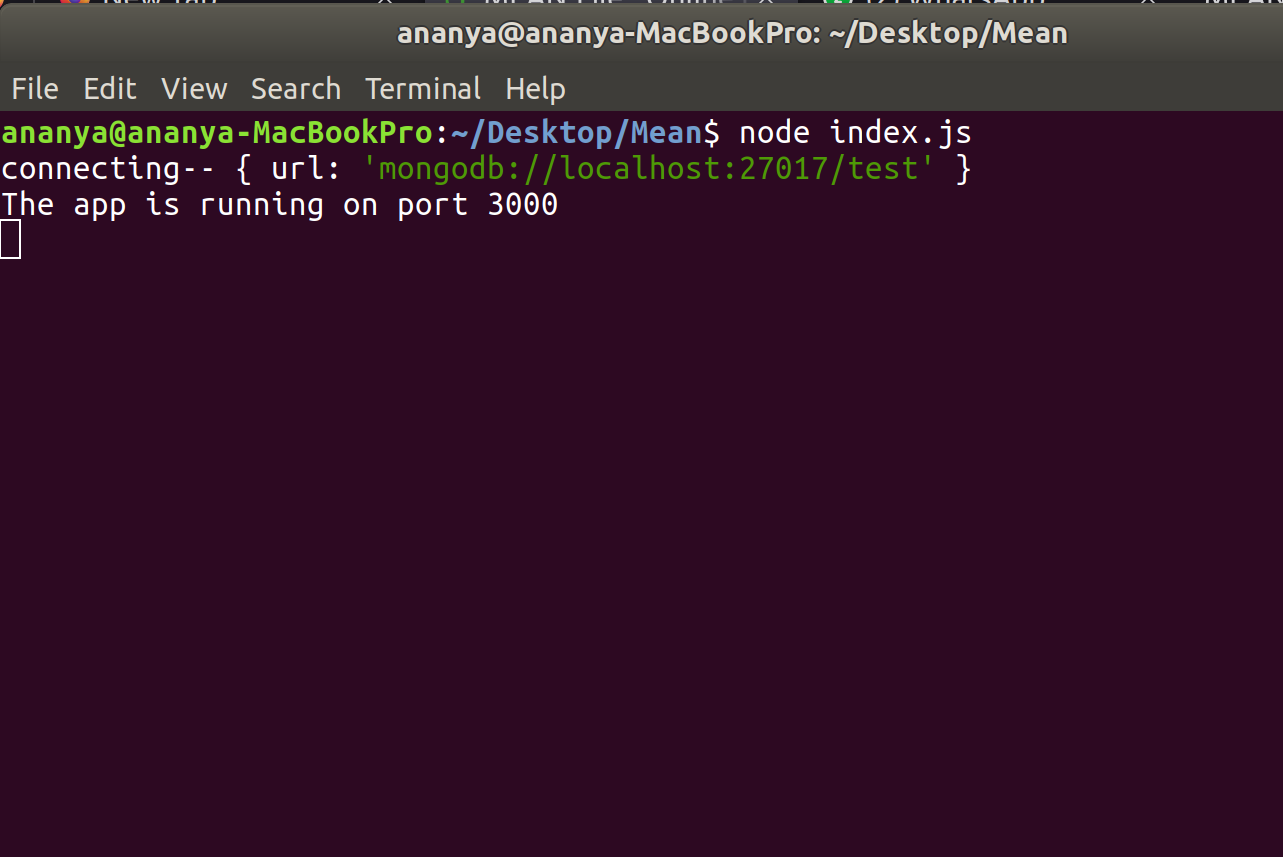 ananya@ananya-MacBookPro: ~/Desktop/Mean
File Edit View Search Terminal Help
ananya@ananya-MacBookPro:~/Desktop/Mean$ node index.js
connecting-- { url: 'mongodb://localhost:27017/test' }
The app is running on port 3000